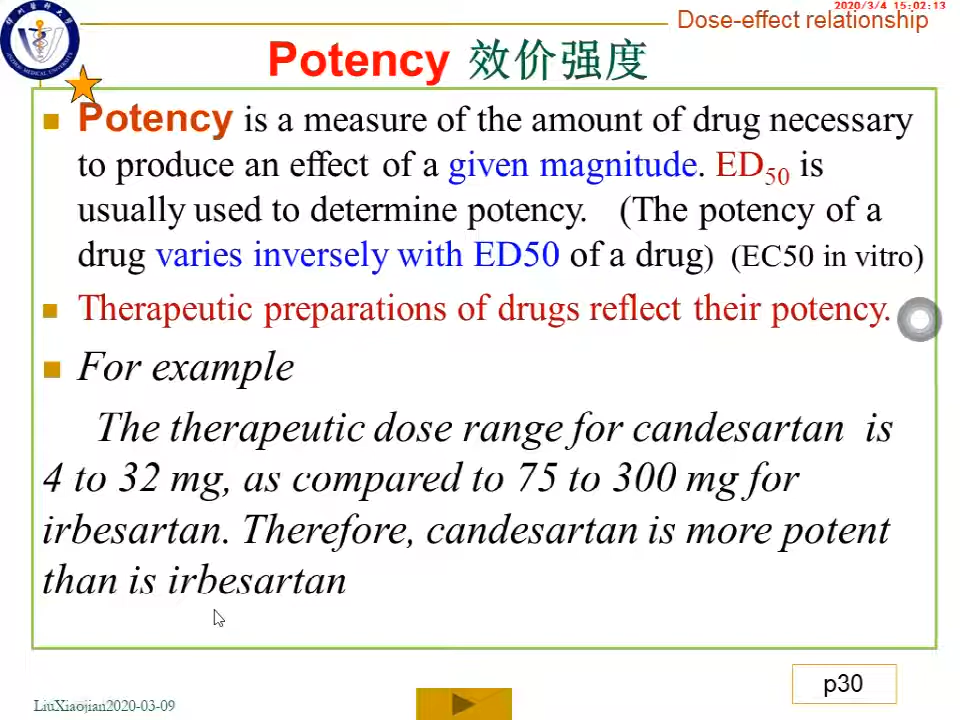 2020/3/4 15:02:13
Dose-effect relationship
Potency 效价强度
Potency is a measure of the amount of drug necessary
to produce an effect of a given magnitude. ED50 is
usually used to determine potency. (The potency of a
drug varies inversely with ED50 of a drug) (EC50 in vitro)
Therapeutic preparations of drugs reflect their potency.
For example
The therapeutic dose range for candesartan is
4 to 32 mg, as compared to 75 to 300 mg for
irbesartan. Therefore, candesartan is more potent
than is irbesartan
p30
LiuXiaojian2020-03-09